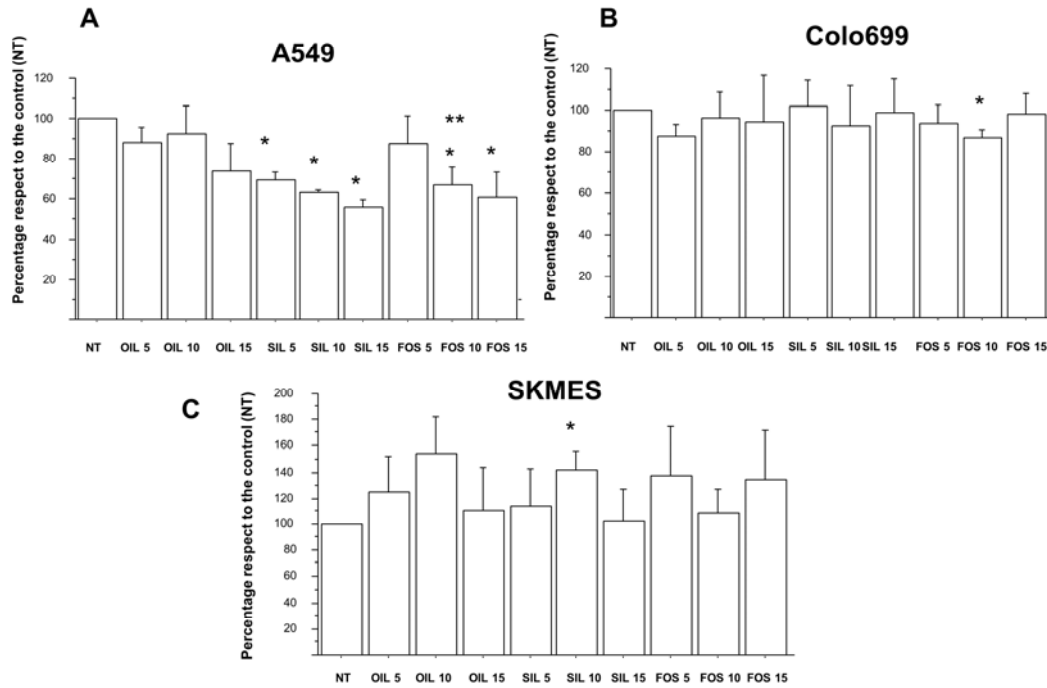 A
A549
Percentage respect to the control (NT)
120
100
80
60
40
20
* * * ** * *
NT OIL 5 OIL 10 OIL 15 SIL 5 SIL 10 SIL 15 FOS 5 FOS 10 FOS 15
B
Colo699
Percentage respect to the control (NT)
120
100
80
60
40
20
*
NT OIL 5 OIL 10 OIL 15 SIL 5 SIL 10 SIL 15 FOS 5 FOS 10 FOS 15
C
SKMES
Percentage respect to the control (NT)
200
180
160
140
120
100
80
60
40
20
*
NT OIL 5 OIL 10 OIL 15 SIL 5 SIL 10 SIL 15 FOS 5 FOS 10 FOS 15